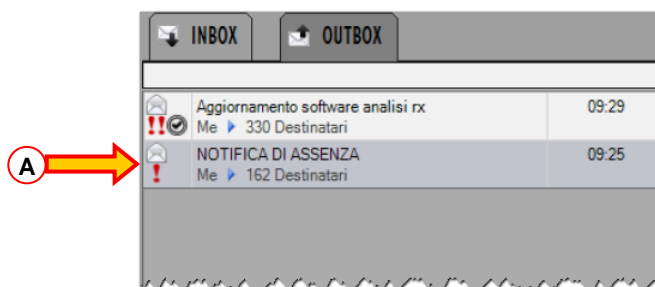 INBOX
OUTBOX
Aggiornamento software analisi rx
09:29
!! Me 330 Destinatari
A
NOTIFICA DI ASSENZA
09:25
! Me 162 Destinatari